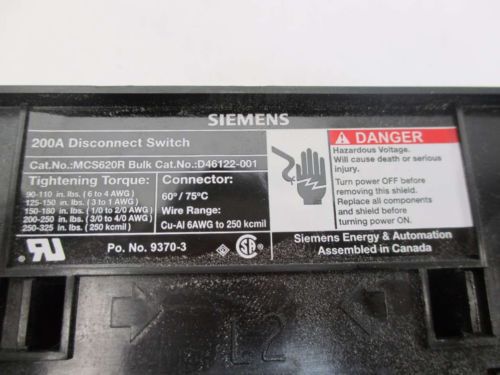 SIEMENS
200A Disconnect Switch
Cat.No.:MCS620R Bulk Cat.No.:D46122-001
Tightening Torque:
90-110 in. lbs. ( 6 to 4 AWG )
125-150 in. lbs. ( 3 to 1 AWG )
150-180 in. lbs. ( 1/0 to 2/0 AWG )
200-250 in. lbs. ( 3/0 to 4/0 AWG )
250-325 in. lbs. ( 250 kcmil )
Connector:
60º / 75ºC
Wire Range:
Cu-Al 6AWG to 250 kcmil
Po. No. 9370-3
DANGER
Hazardous Voltage.
Will cause death or serious
injury.
Turn power OFF before
removing this shield.
Replace all components
and shield before
turning power ON.
Siemens Energy & Automation
Assembled in Canada
L2